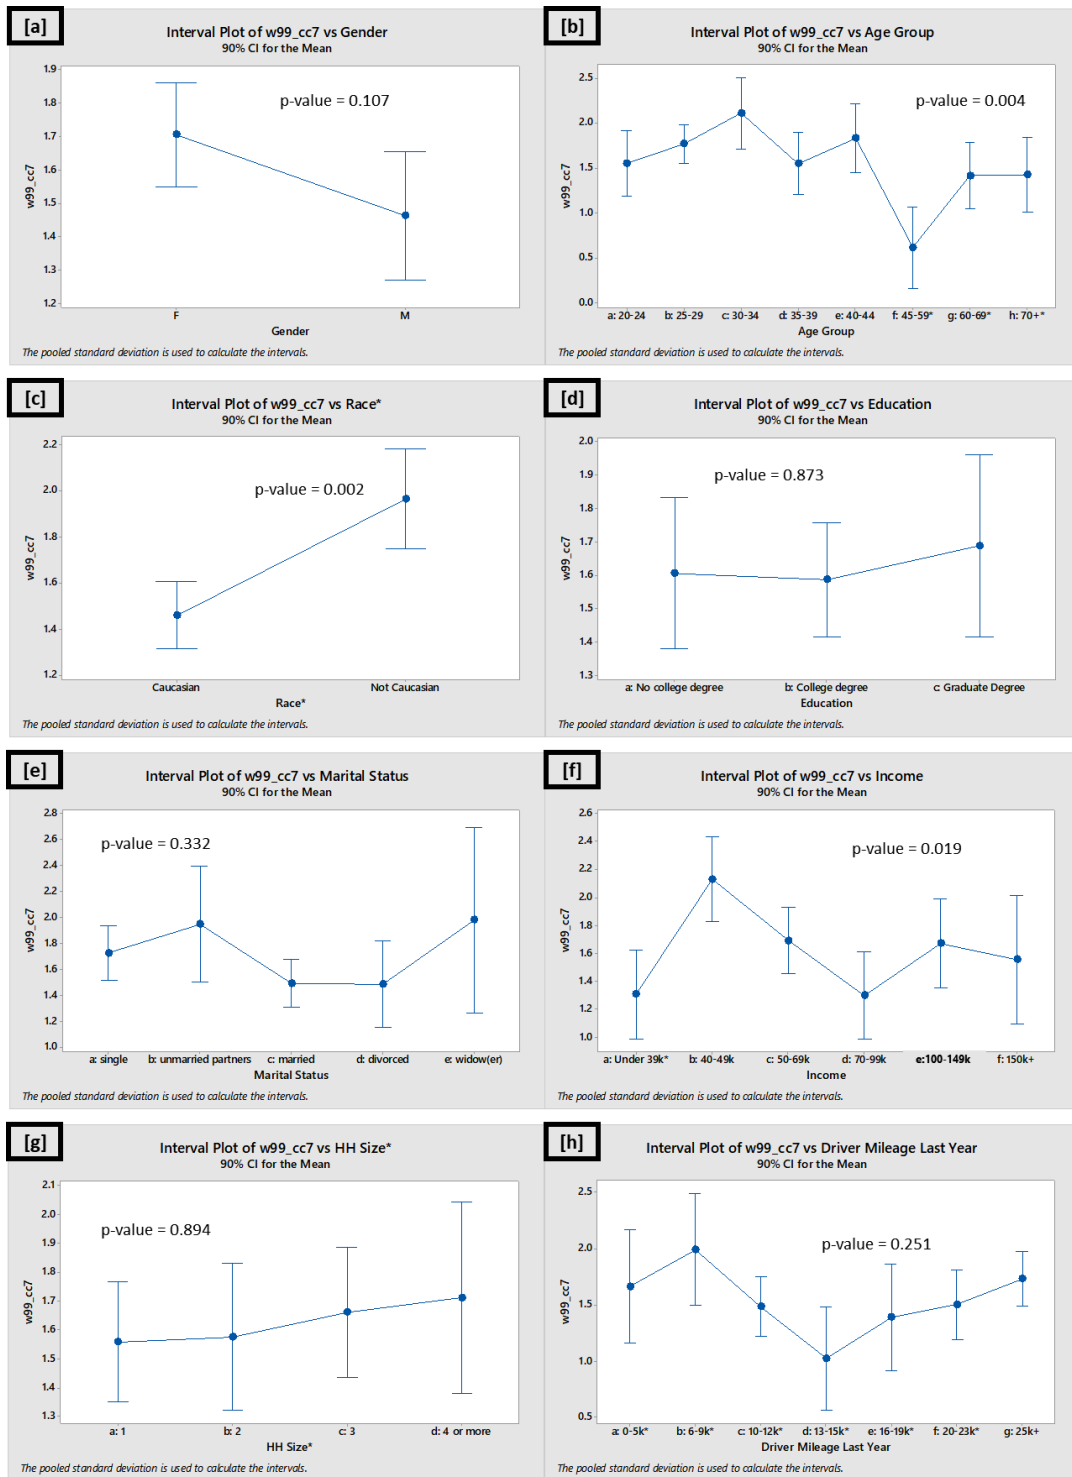 [a]
Interval Plot of w99_cc7 vs Gender
90% CI for the Mean
p-value = 0.107
1.9
1.8
1.7
1.6
1.5
1.4
1.3
1.2
w99_cc7
F M
Gender
The pooled standard deviation is used to calculate the intervals.
[b]
Interval Plot of w99_cc7 vs Age Group
90% CI for the Mean
p-value = 0.004
2.5
2.0
1.5
1.0
0.5
0.0
w99_cc7
a: 20-24 b: 25-29 c: 30-34 d: 35-39 e: 40-44 f: 45-59* g: 60-69* h: 70+*
Age Group
The pooled standard deviation is used to calculate the intervals.
[c]
Interval Plot of w99_cc7 vs Race*
90% CI for the Mean
p-value = 0.002
2.2
2.0
1.8
1.6
1.4
1.2
w99_cc7
Caucasian Not Caucasian
Race*
The pooled standard deviation is used to calculate the intervals.
[d]
Interval Plot of w99_cc7 vs Education
90% CI for the Mean
p-value = 0.873
2.0
1.9
1.8
1.7
1.6
1.5
1.4
1.3
w99_cc7
a: No college degree b: College degree c: Graduate Degree
Education
The pooled standard deviation is used to calculate the intervals.
[e]
Interval Plot of w99_cc7 vs Marital Status
90% CI for the Mean
p-value = 0.332
2.8
2.6
2.4
2.2
2.0
1.8
1.6
1.4
1.2
1.0
w99_cc7
a: single b: unmarried partners c: married d: divorced e: widow(er)
Marital Status
The pooled standard deviation is used to calculate the intervals.
[f]
Interval Plot of w99_cc7 vs Income
90% CI for the Mean
p-value = 0.019
2.6
2.4
2.2
2.0
1.8
1.6
1.4
1.2
1.0
w99_cc7
a: Under 39k* b: 40-49k c: 50-69k d: 70-99k e:100-149k f: 150k+
Income
The pooled standard deviation is used to calculate the intervals.
[g]
Interval Plot of w99_cc7 vs HH Size*
90% CI for the Mean
p-value = 0.894
2.1
2.0
1.9
1.8
1.7
1.6
1.5
1.4
1.3
w99_cc7
a: 1 b: 2 c: 3 d: 4 or more
HH Size*
The pooled standard deviation is used to calculate the intervals.
[h]
Interval Plot of w99_cc7 vs Driver Mileage Last Year
90% CI for the Mean
p-value = 0.251
2.5
2.0
1.5
1.0
0.5
w99_cc7
a: 0-5k* b: 6-9k* c: 10-12k* d: 13-15k* e: 16-19k* f: 20-23k* g: 25k+
Driver Mileage Last Year
The pooled standard deviation is used to calculate the intervals.